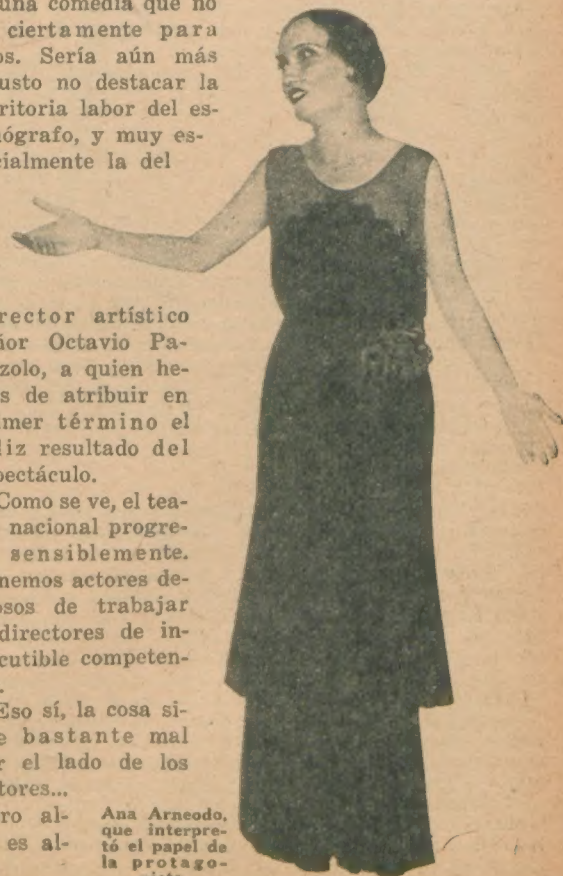 una comedia que no
ciertamente para
os. Sería aún más
usto no destacar la
ritoria labor del es-
nógrafo, y muy es-
cialmente la del
rector artístico
ñor Octavio Pa-
zolo, a quien he-
s de atribuir en
imer término el
liz resultado del
pectáculo.
Como se ve, el tea-
nacional progre-
sensiblemente.
nemos actores de-
osos de trabajar
directores de in-
cutible competen-
.
Eso sí, la cosa si-
e bastante mal
r el lado de los
tores...
ro al-
es al-
Ana Arneodo,
que interpre-
tó el papel de
la protago-